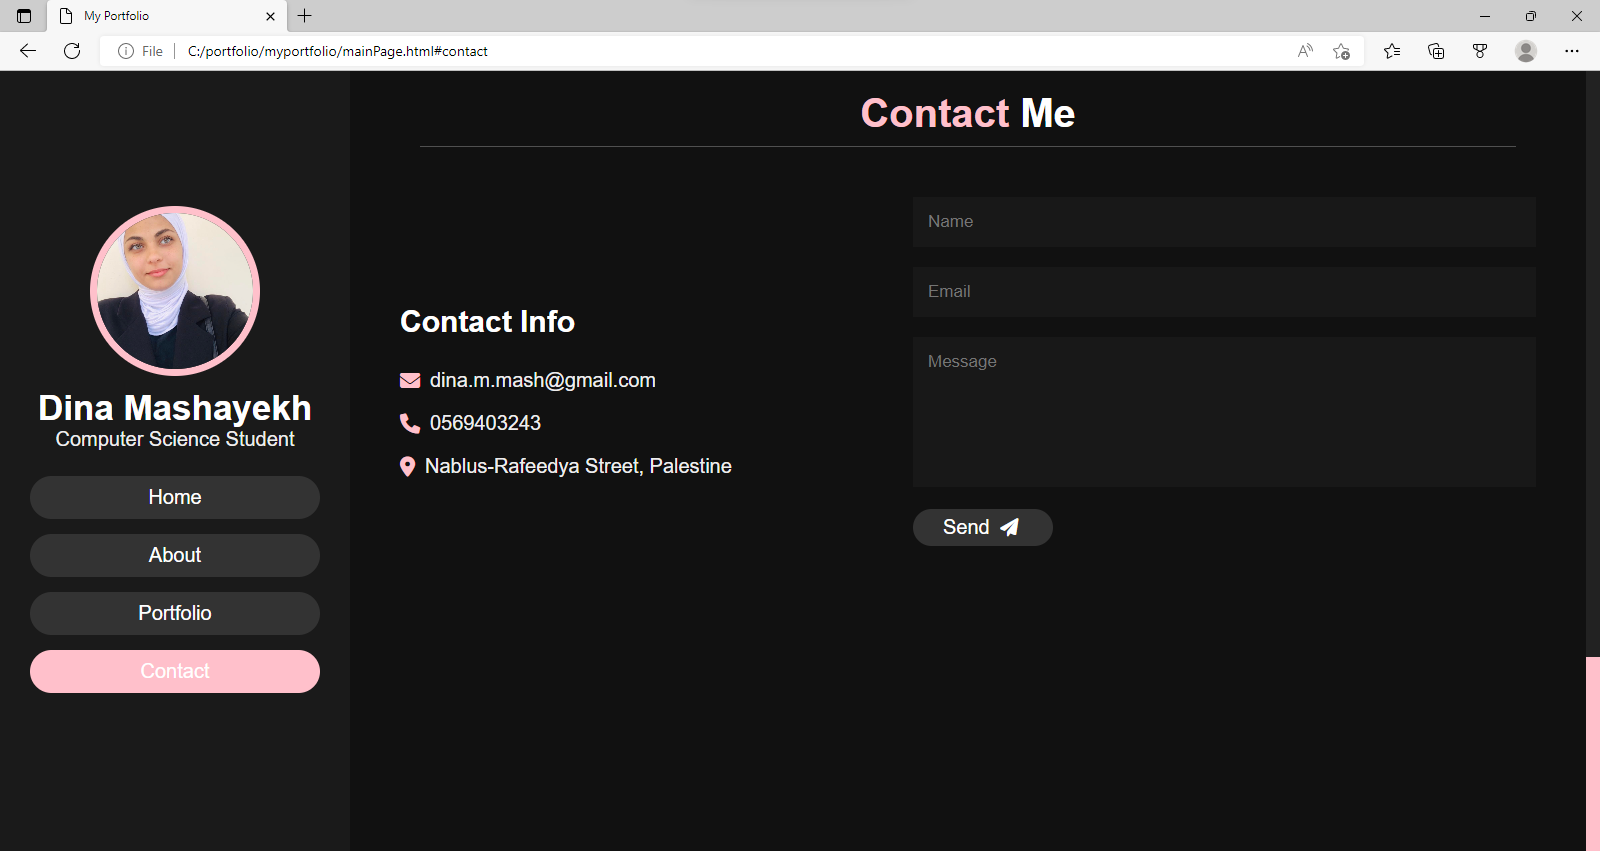 My Portfolio
File
C:/portfolio/myportfolio/mainPage.html#contact
Contact Me
Dina Mashayekh
Computer Science Student
Home
About
Portfolio
Contact
Contact Info
dina.m.mash@gmail.com
0569403243
Nablus-Rafeedya Street, Palestine
Name
Email
Message
Send